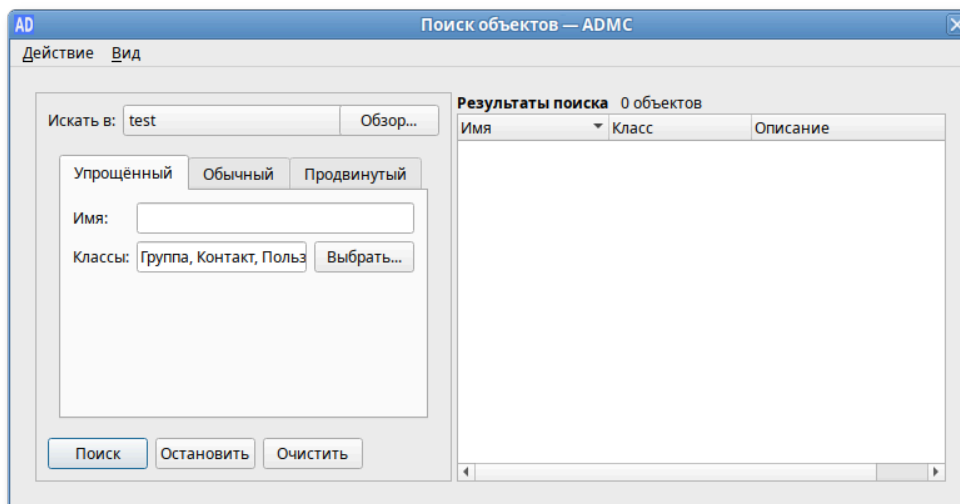 AD Поиск объектов — ADMC
Действие Вид
Искать в: test Обзор...
Упрощённый Обычный Продвинутый
Имя:
Классы: Группа, Контакт, Польз Выбрать...
Поиск Остановить Очистить
Результаты поиска 0 объектов
Имя Класс Описание